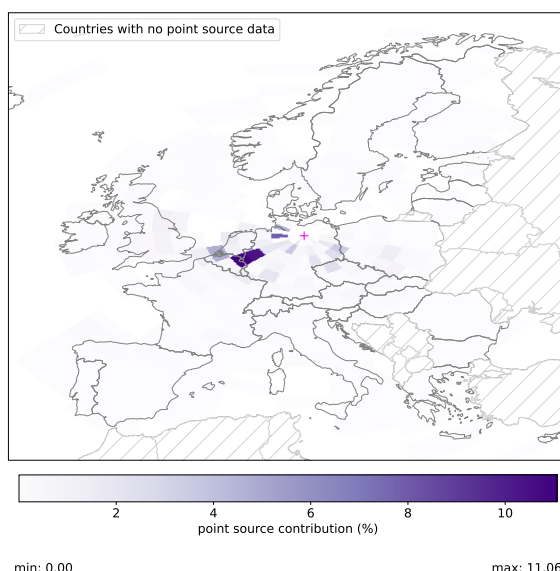 Countries with no point source data
2 4 6 8 10
point source contribution (%)
min: 0.00 max: 11.06